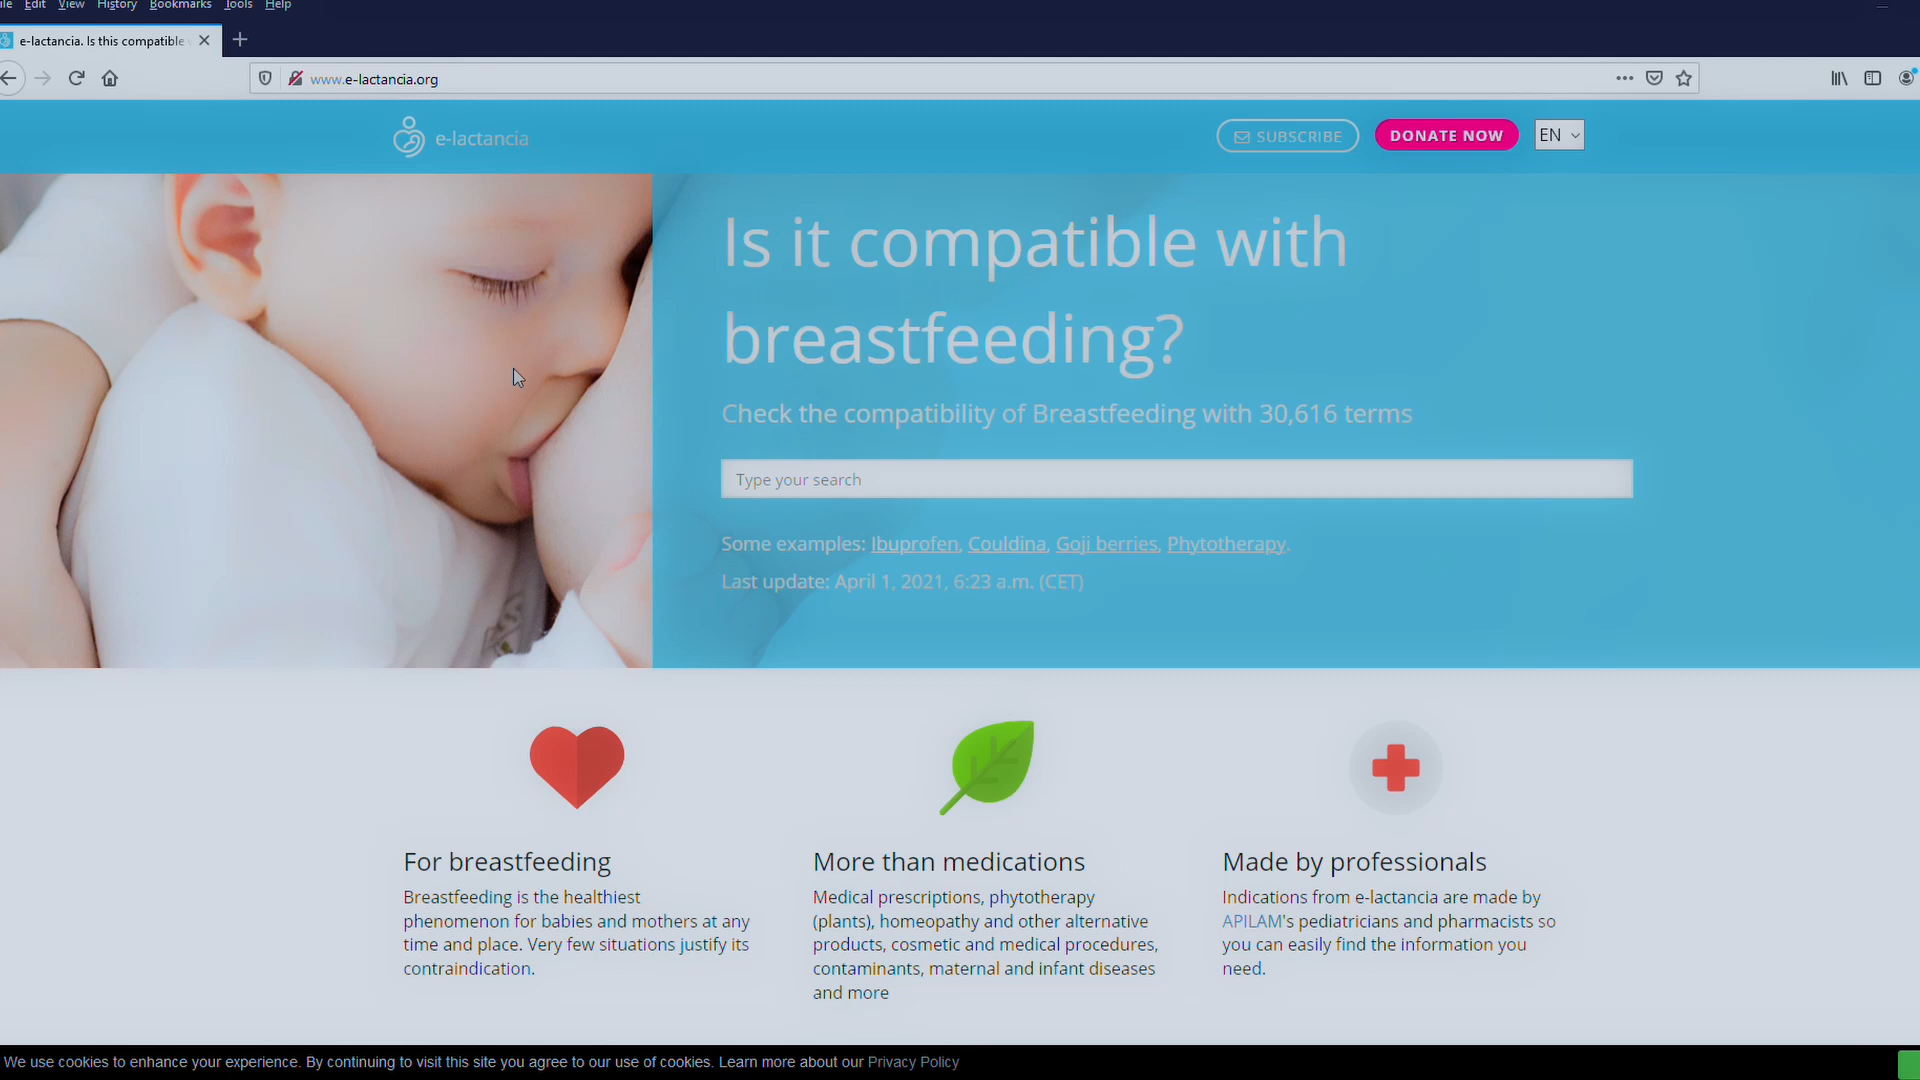 Edit View History Bookmarks Tools Help
e-lactancia. Is this compatible
www.e-lactancia.org
e-lactancia
SUBSCRIBE
DONATE NOW
EN
Is it compatible with
breastfeeding?
Check the compatibility of Breastfeeding with 30,616 terms
Type your search
Some examples: Ibuprofen, Couldina, Goji berries, Phytotherapy.
Last update: April 1, 2021, 6:23 a.m. (CET)
For breastfeeding
Breastfeeding is the healthiest
phenomenon for babies and mothers at any
time and place. Very few situations justify its
contraindication.
More than medications
Medical prescriptions, phytotherapy
(plants), homeopathy and other alternative
products, cosmetic and medical procedures,
contaminants, maternal and infant diseases
and more
Made by professionals
Indications from e-lactancia are made by
APILAM's pediatricians and pharmacists so
you can easily find the information you
need.
We use cookies to enhance your experience. By continuing to visit this site you agree to our use of cookies. Learn more about our Privacy Policy